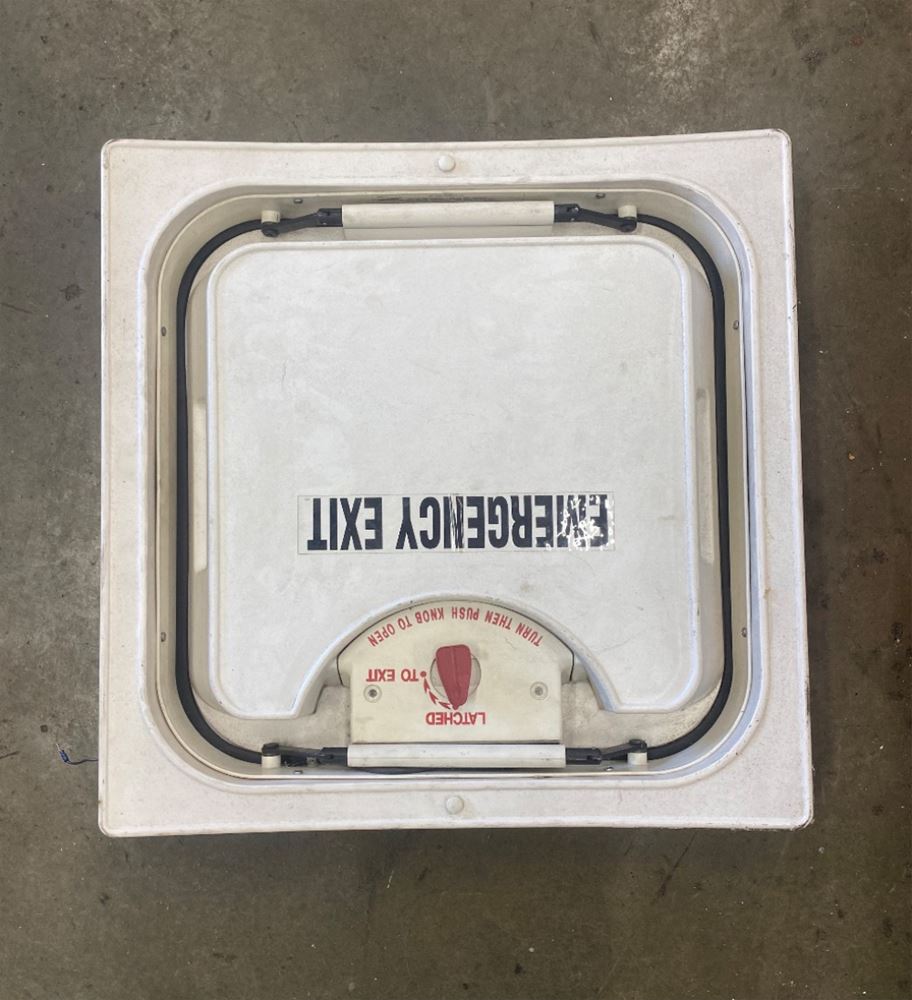 LATCHED
TO EXIT
TURN THEN PUSH KNOB TO OPEN
EMERGENCY EXIT